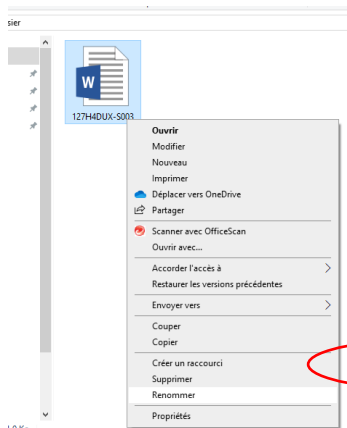 sier
W
127H4DUX-S003
Ouvrir
Modifier
Nouveau
Imprimer
Déplacer vers OneDrive
Partager
Scanner avec OfficeScan
Ouvrir avec...
Accorder l'accès à
Restaurer les versions précédentes
Envoyer vers
Couper
Copier
Créer un raccourci
Supprimer
Renommer
Propriétés